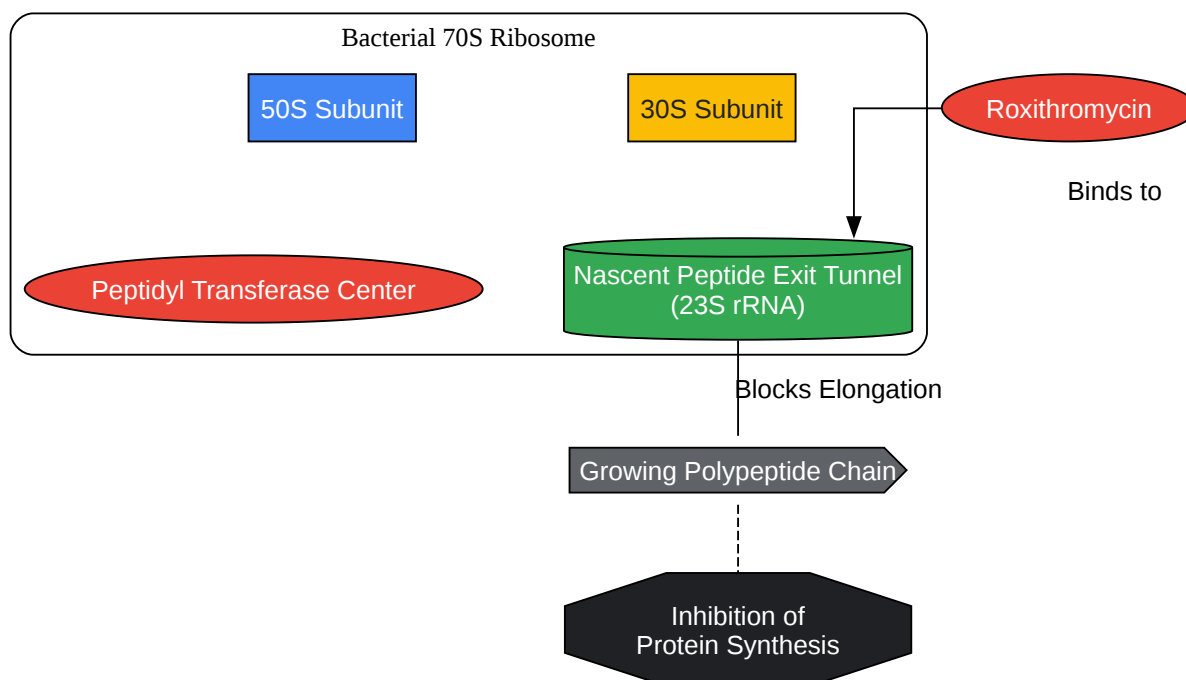 Bacterial 70S Ribosome
50S Subunit
30S Subunit
Roxithromycin
Binds to
Peptidyl Transferase Center
Nascent Peptide Exit Tunnel
(23S rRNA)
Blocks Elongation
Growing Polypeptide Chain
Inhibition of
Protein Synthesis